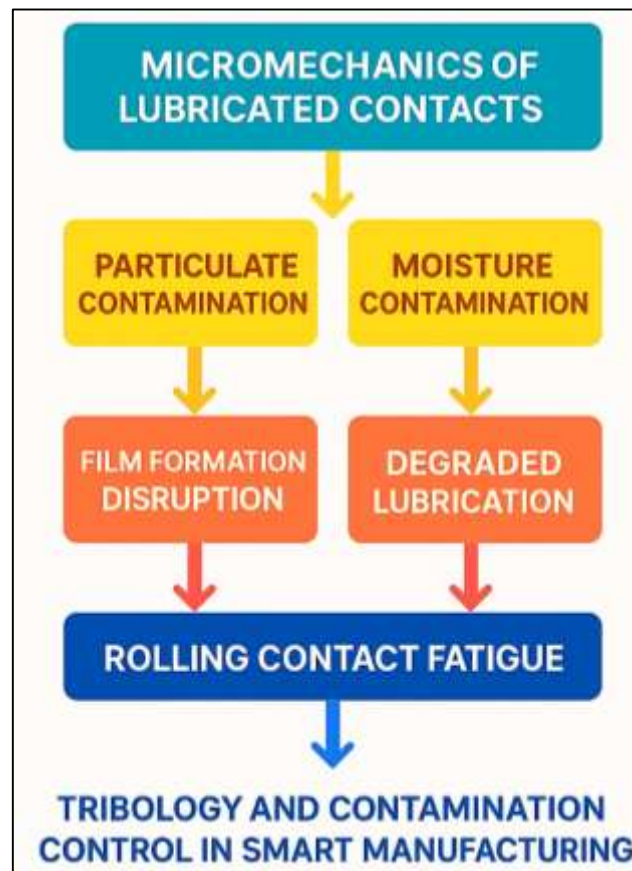 MICROMECHANICS OF
LUBRICATED CONTACTS
PARTICULATE
CONTAMINATION
MOISTURE
CONTAMINATION
FILM FORMATION
DISRUPTION
DEGRADED
LUBRICATION
ROLLING CONTACT FATIGUE
TRIBOLOGY AND CONTAMINATION
CONTROL IN SMART MANUFACTURING